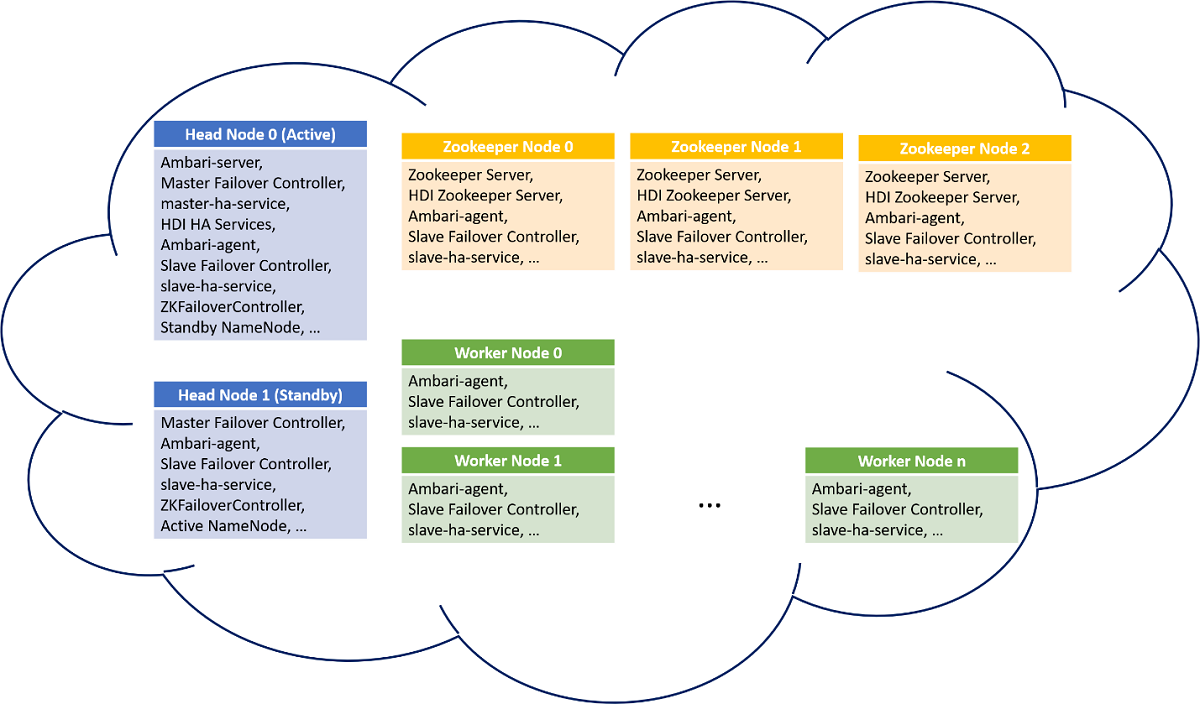 Head Node 0 (Active)
Ambari-server,
Master Failover Controller,
master-ha-service,
HDI HA Services,
Ambari-agent,
Slave Failover Controller,
slave-ha-service,
ZKFailoverController,
Standby NameNode, ...
Zookeeper Node 0
Zookeeper Server,
HDI Zookeeper Server,
Ambari-agent,
Slave Failover Controller,
slave-ha-service, ...
Zookeeper Node 1
Zookeeper Server,
HDI Zookeeper Server,
Ambari-agent,
Slave Failover Controller,
slave-ha-service, ...
Zookeeper Node 2
Zookeeper Server,
HDI Zookeeper Server,
Ambari-agent,
Slave Failover Controller,
slave-ha-service, ...
Head Node 1 (Standby)
Master Failover Controller,
Ambari-agent,
Slave Failover Controller,
slave-ha-service,
ZKFailoverController,
Active NameNode, ...
Worker Node 0
Ambari-agent,
Slave Failover Controller,
slave-ha-service, ...
Worker Node 1
Ambari-agent,
Slave Failover Controller,
slave-ha-service, ...
...
Worker Node n
Ambari-agent,
Slave Failover Controller,
slave-ha-service, ...